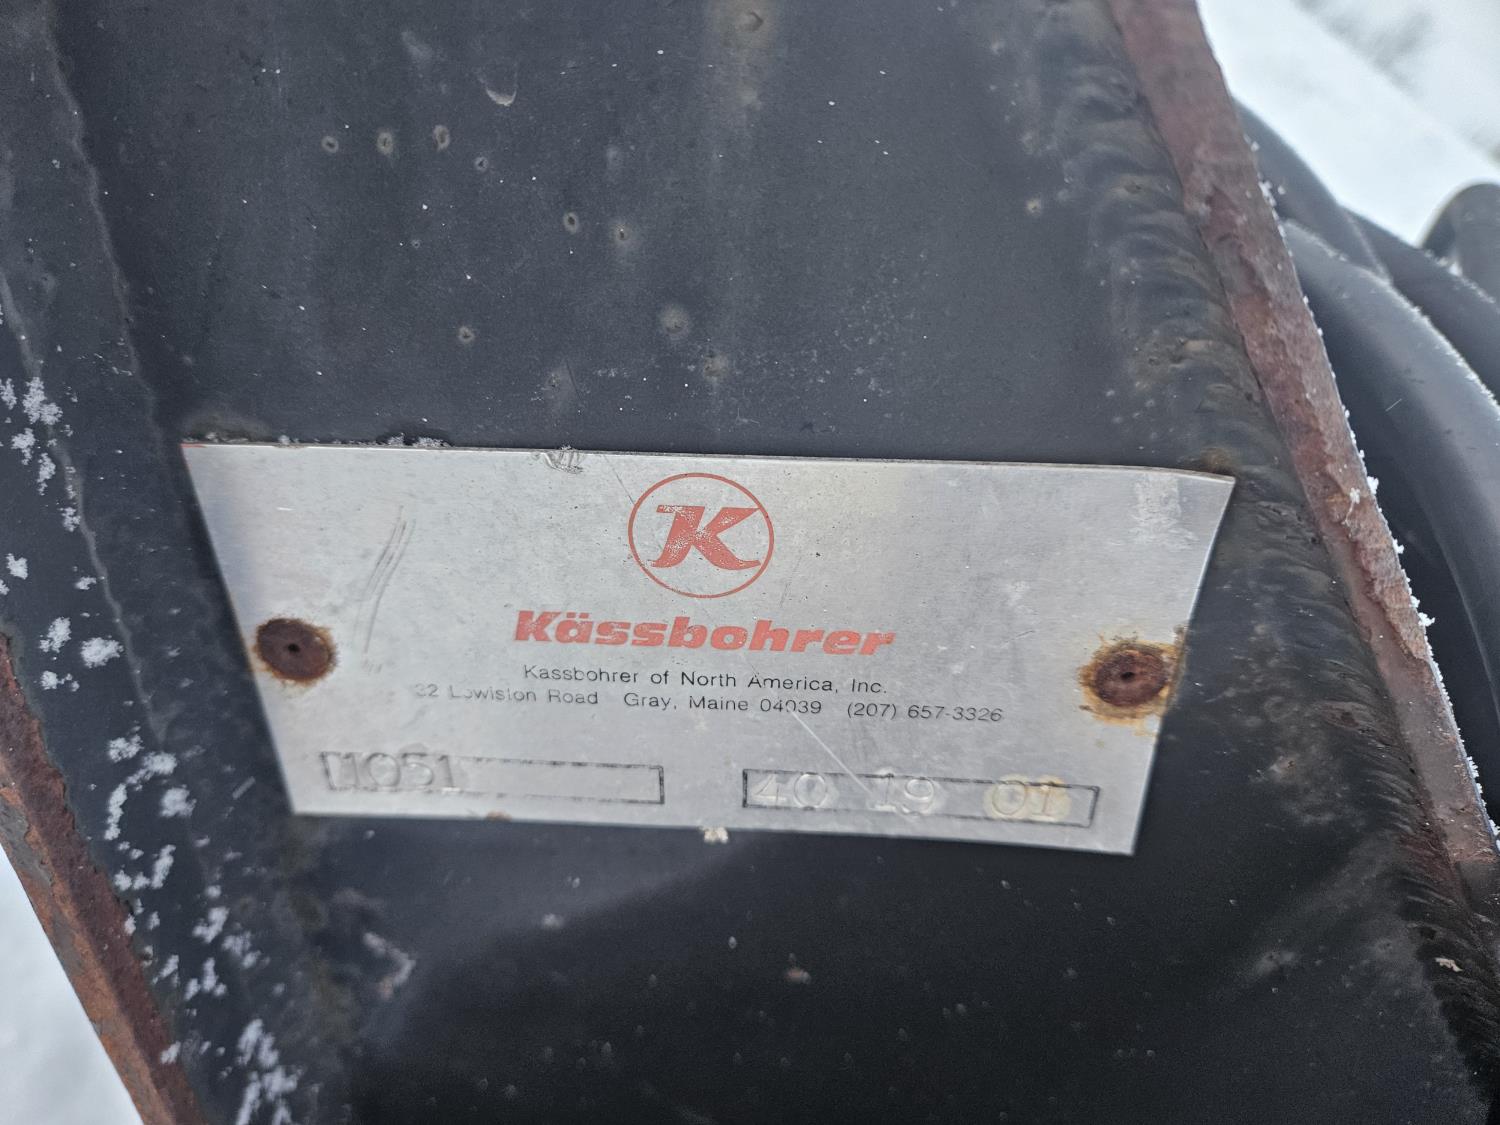 K
Kässbohrer
Kassbohrer of North America, Inc.
32 Lewiston Road Gray, Maine 04039 (207) 657-3326
1051
40 19 01